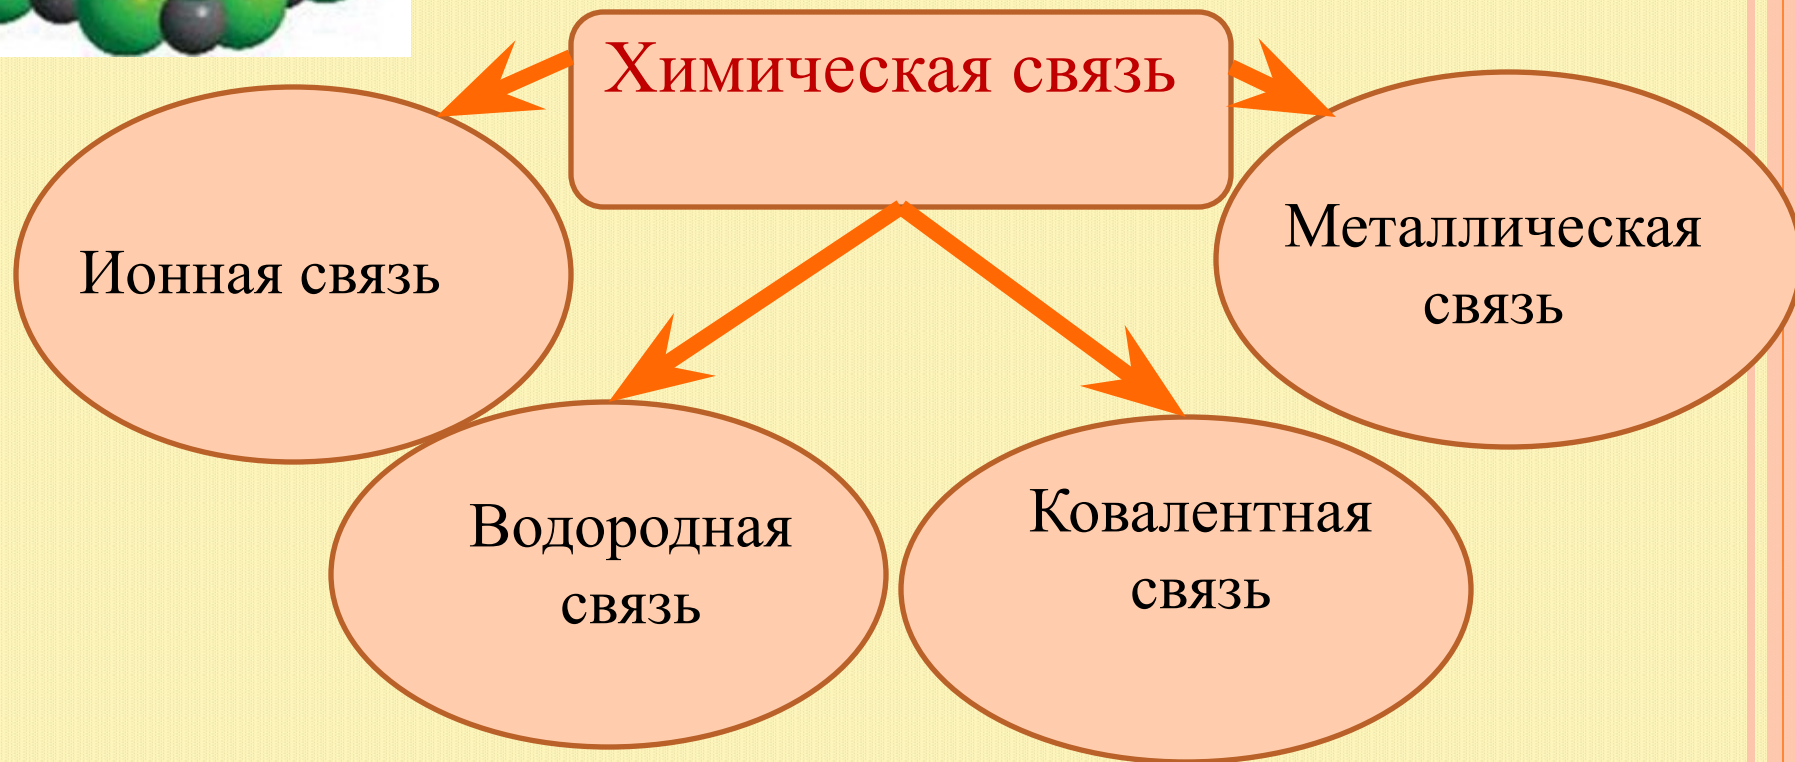 Химическая связь
Ионная связь
Металлическая
связь
Водородная
связь
Ковалентная
связь